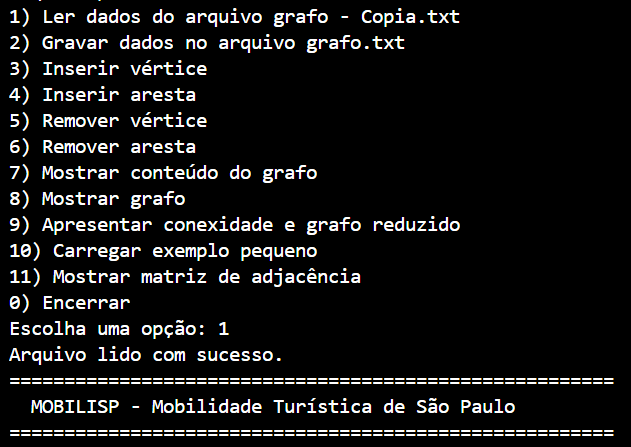 1) Ler dados do arquivo grafo - Copia.txt
2) Gravar dados no arquivo grafo.txt
3) Inserir vértice
4) Inserir aresta
5) Remover vértice
6) Remover aresta
7) Mostrar conteúdo do grafo
8) Mostrar grafo
9) Apresentar conexidade e grafo reduzido
10) Carregar exemplo pequeno
11) Mostrar matriz de adjacência
0) Encerrar
Escolha uma opção: 1
Arquivo lido com sucesso.
=======================================================
  MOBILISP - Mobilidade Turística de São Paulo
=======================================================